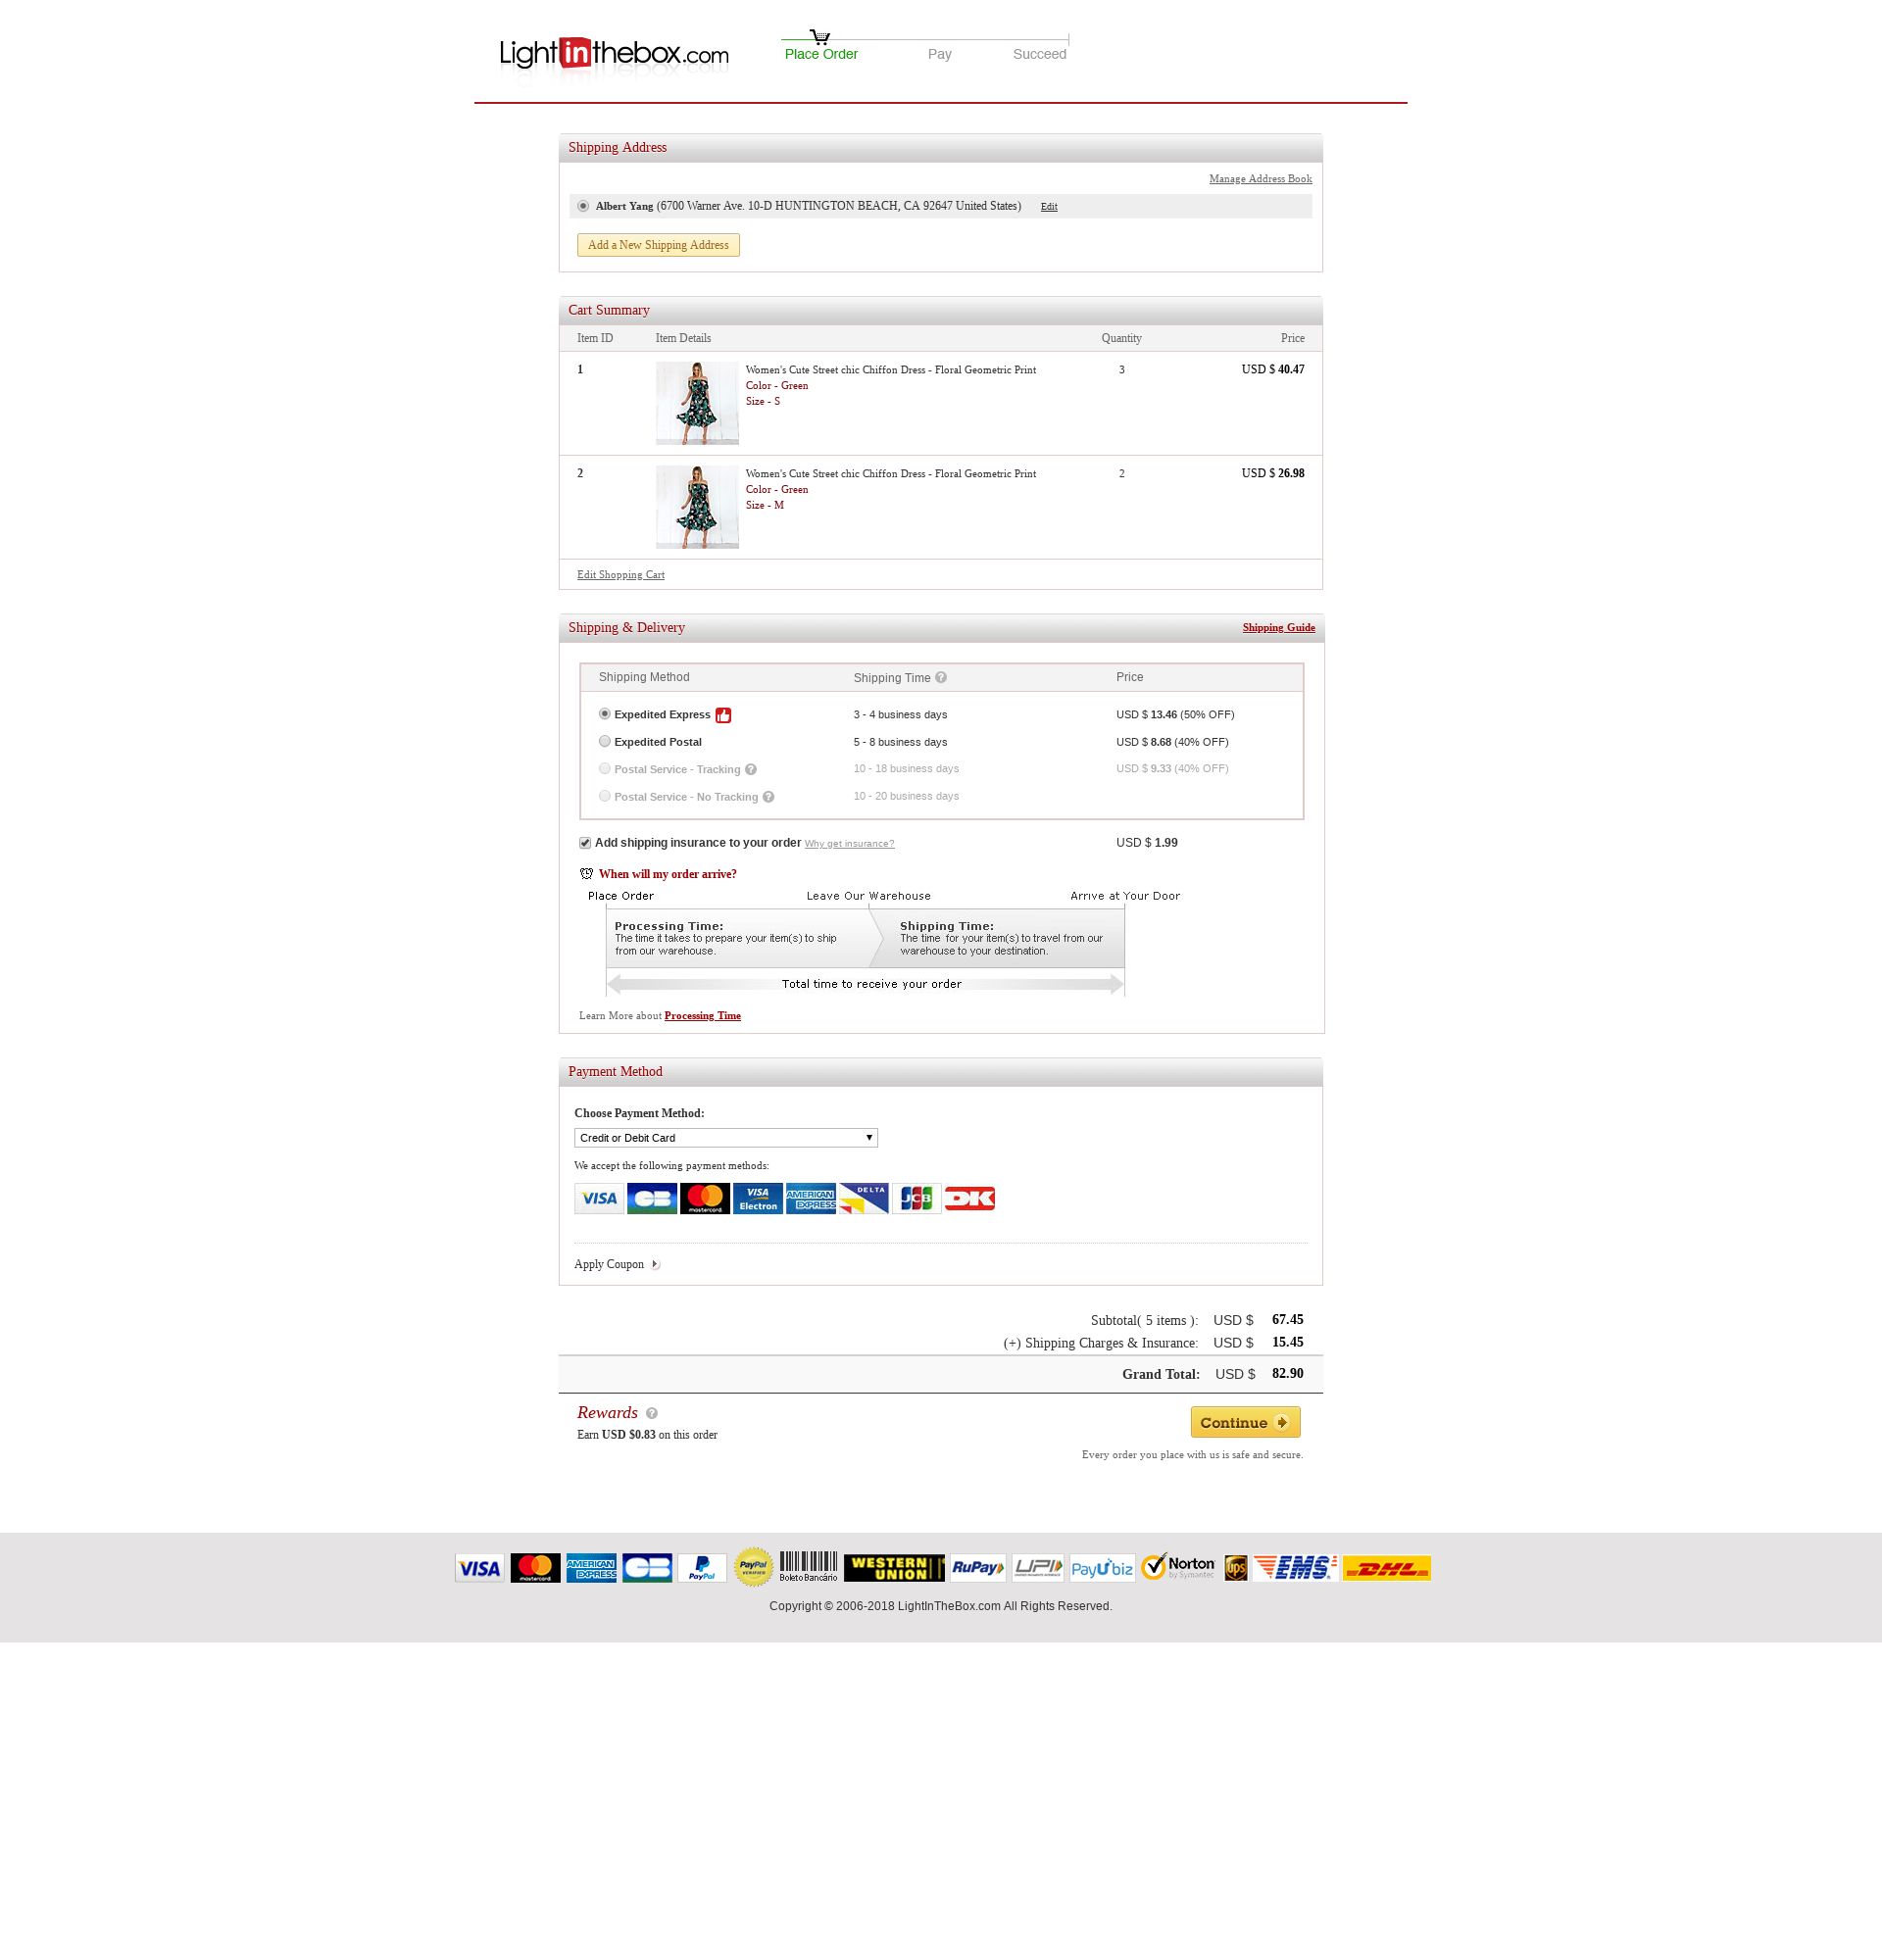 Lightinthebox.com
Place Order Pay Succeed
Shipping Address
Manage Address Book
Albert Yang (6700 Warner Ave. 10-D HUNTINGTON BEACH, CA 92647 United States) Edit
Add a New Shipping Address
Cart Summary
Item ID Item Details Quantity Price
1 Women's Cute Street chic Chiffon Dress - Floral Geometric Print 3 USD $ 40.47
Color - Green
Size - S
2 Women's Cute Street chic Chiffon Dress - Floral Geometric Print 2 USD $ 26.98
Color - Green
Size - M
Edit Shopping Cart
Shipping & Delivery Shipping Guide
Shipping Method Shipping Time ? Price
Expedited Express 3 - 4 business days USD $ 13.46 (50% OFF)
Expedited Postal 5 - 8 business days USD $ 8.68 (40% OFF)
Postal Service - Tracking ? 10 - 18 business days USD $ 9.33 (40% OFF)
Postal Service - No Tracking ? 10 - 20 business days
Add shipping insurance to your order Why get insurance? USD $ 1.99
When will my order arrive?
Place Order Leave Our Warehouse Arrive at Your Door
Processing Time: Shipping Time:
The time it takes to prepare your item(s) to ship The time for your item(s) to travel from our
from our warehouse. warehouse to your destination.
Total time to receive your order
Learn More about Processing Time
Payment Method
Choose Payment Method:
Credit or Debit Card
We accept the following payment methods:
VISA CB mastercard VISA Electron AMERICAN EXPRESS DELTA JCB DK
Apply Coupon
Subtotal( 5 items ): USD $ 67.45
(+) Shipping Charges & Insurance: USD $ 15.45
Grand Total: USD $ 82.90
Rewards ?
Continue
Earn USD $0.83 on this order
Every order you place with us is safe and secure.
VISA mastercard AMERICAN EXPRESS CB PayPal PayPal VERIFIED Boleto Bancário WESTERN UNION RuPay UPI PayUbiz Norton by Symantec ups EMS DHL
Copyright © 2006-2018 LightInTheBox.com All Rights Reserved.